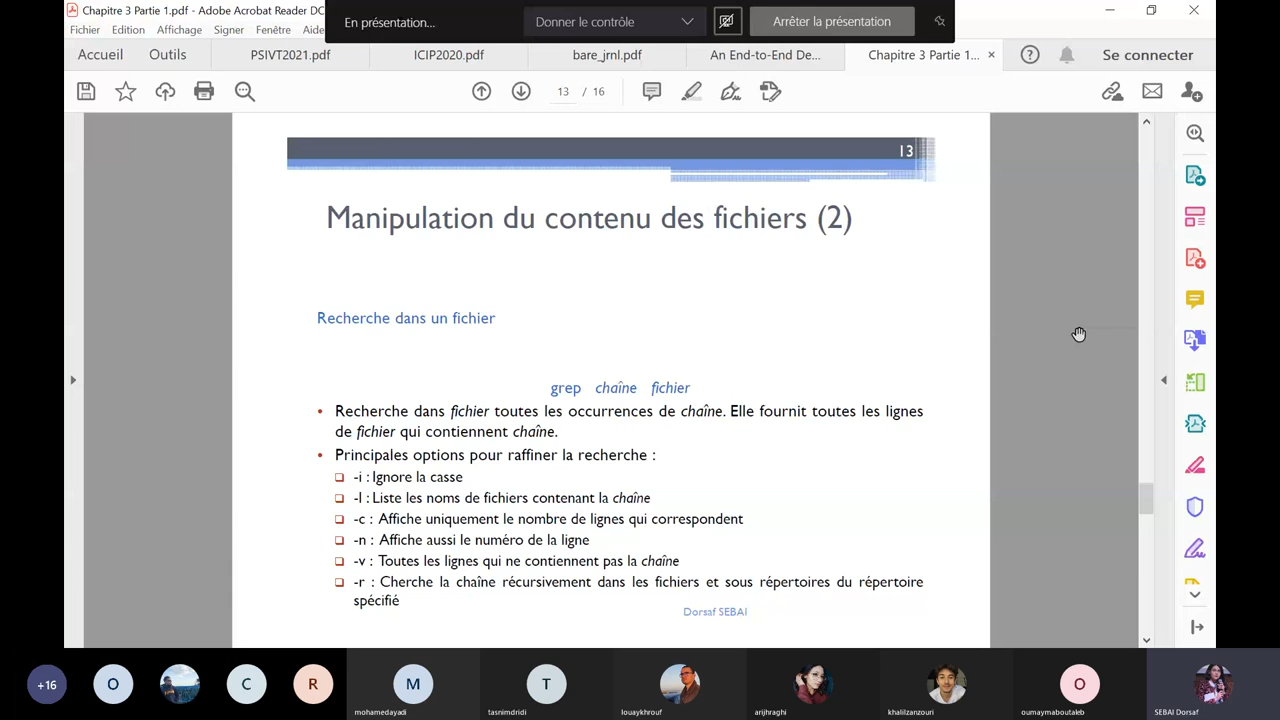 Chapitre 3 Partie 1.pdf - Adobe Acrobat Reader DC
En présentation...
Donner le contrôle
Arrêter la présentation
Fichier Edition Affichage Signer Fenêtre Aide
Accueil Outils PSIVT2021.pdf ICIP2020.pdf bare_jrnl.pdf An End-to-End De... Chapitre 3 Partie 1... × Se connecter
13 / 16
13
Manipulation du contenu des fichiers (2)
Recherche dans un fichier
grep chaîne fichier
• Recherche dans fichier toutes les occurrences de chaîne. Elle fournit toutes les lignes
de fichier qui contiennent chaîne.
• Principales options pour raffiner la recherche :
❑ -i : Ignore la casse
❑ -l : Liste les noms de fichiers contenant la chaîne
❑ -c : Affiche uniquement le nombre de lignes qui correspondent
❑ -n : Affiche aussi le numéro de la ligne
❑ -v : Toutes les lignes qui ne contiennent pas la chaîne
❑ -r : Cherche la chaîne récursivement dans les fichiers et sous répertoires du répertoire
spécifié
Dorsaf SEBAI
+16 O C R M T O
mohamedayadi tasnimdridi louaykhrouf arijhraghi khalilzanzouri oumaymaboutaleb SEBAI Dorsaf